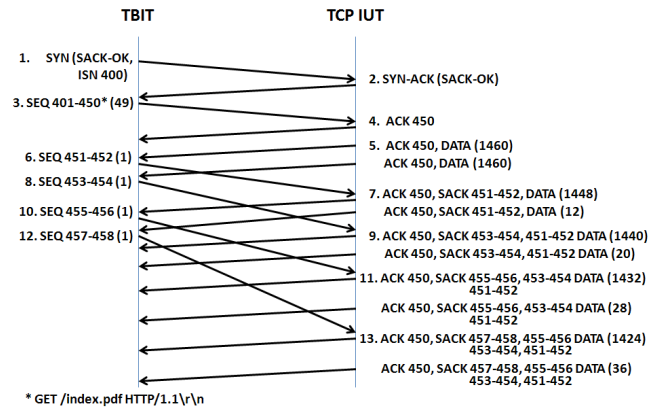 TBIT
TCP IUT
1. SYN (SACK-OK,
ISN 400)
2. SYN-ACK (SACK-OK)
3. SEQ 401-450* (49)
4. ACK 450
5. ACK 450, DATA (1460)
6. SEQ 451-452 (1)
ACK 450, DATA (1460)
8. SEQ 453-454 (1)
7. ACK 450, SACK 451-452, DATA (1448)
10. SEQ 455-456 (1)
ACK 450, SACK 451-452, DATA (12)
12. SEQ 457-458 (1)
9. ACK 450, SACK 453-454, 451-452 DATA (1440)
ACK 450, SACK 453-454, 451-452 DATA (20)
11. ACK 450, SACK 455-456, 453-454 DATA (1432)
451-452
ACK 450, SACK 455-456, 453-454 DATA (28)
451-452
13. ACK 450, SACK 457-458, 455-456 DATA (1424)
453-454, 451-452
ACK 450, SACK 457-458, 455-456 DATA (36)
453-454, 451-452
* GET /index.pdf HTTP/1.1\r\n